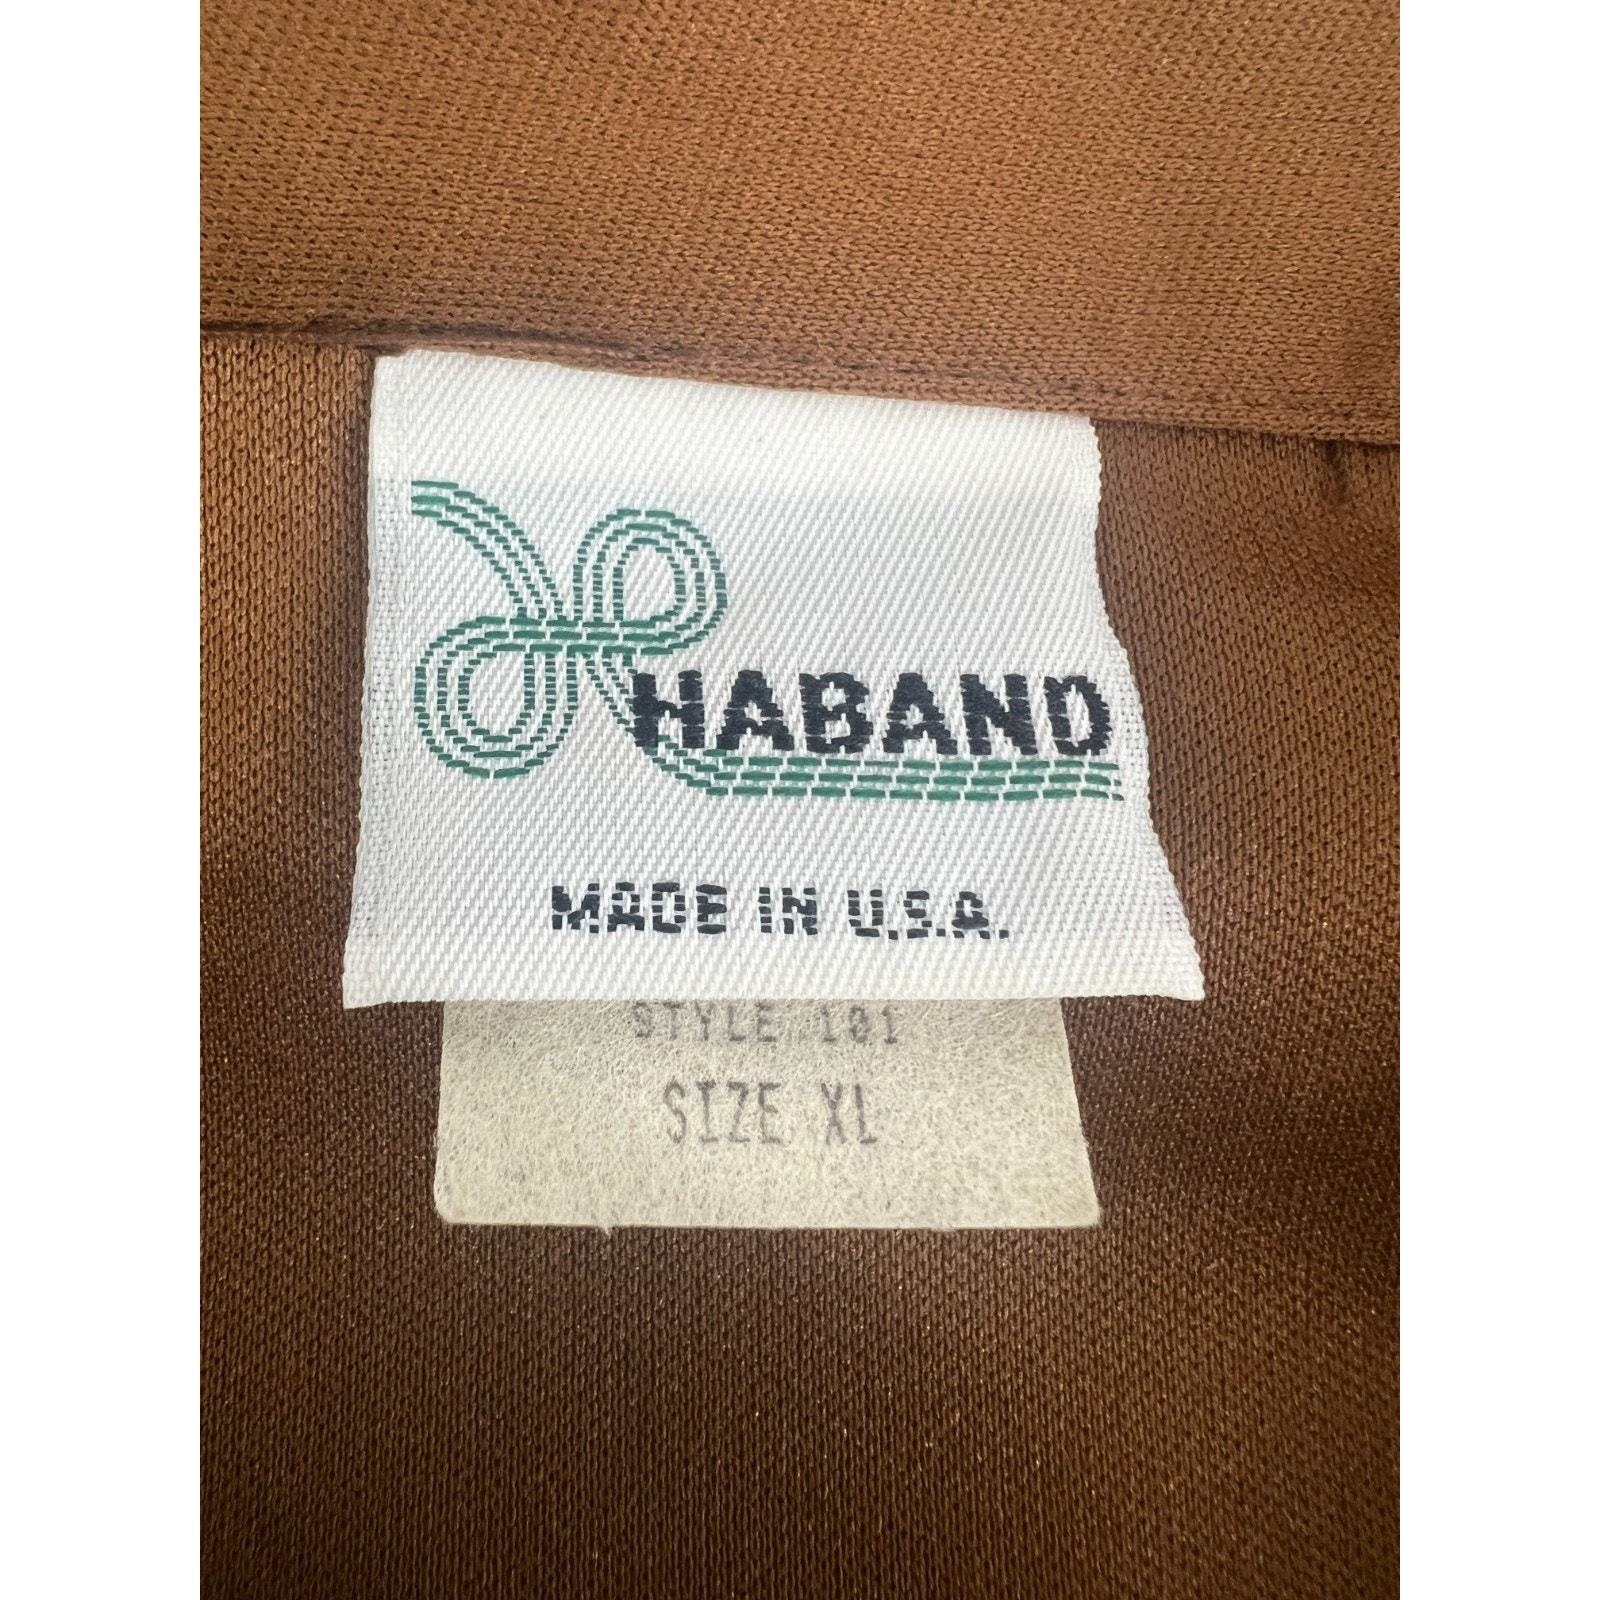 HABAND
MADE IN U.S.A.
STYLE 101
SIZE XL